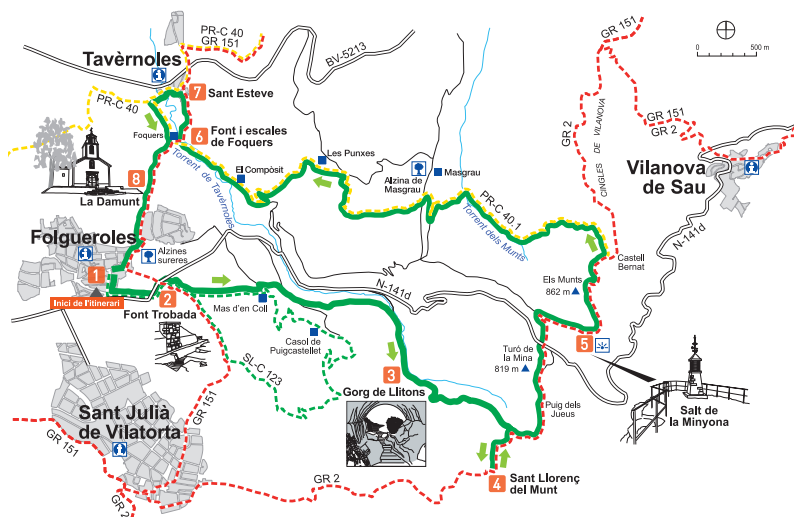 PR-C 40
GR 151
GR 151
500 m
0
BV-5213
Tavèrnoles
7 Sant Esteve
PR-C 40
GR 2
GR 151
GR 2
CINGLES DE VILANOVA
Foquers
6 Font i escales
de Foquers
Les Punxes
El Compòsit
Alzina de
Masgrau
Masgrau
Vilanova
de Sau
Torrent de Tavèrnoles
8
La Damunt
PR-C 40.1
Torrent dels Munts
N-141d
Folgueroles
Alzines
sureres
Castell
Bernat
1
Inici de l'itinerari
2
Font Trobada
Mas d'en Coll
N-141d
Els Munts
862 m
Casol de
Puigcastellet
SL-C 123
3
Gorg de Llitons
Turó de
la Mina
819 m
5
Salt de
la Minyona
Puig dels
Jueus
Sant Julià
de Vilatorta
GR 151
GR 151
GR 2
GR 2
4
Sant Llorenç
del Munt